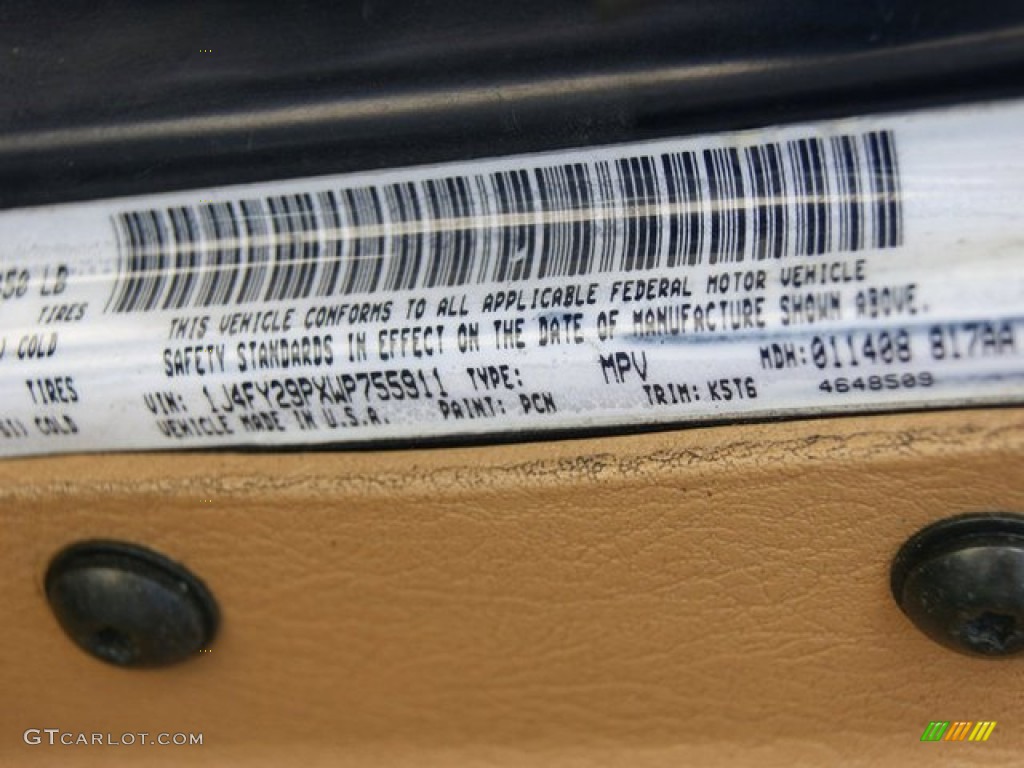 50 LB
TIRES
COLD
TIRES
COLD
THIS VEHICLE CONFORMS TO ALL APPLICABLE FEDERAL MOTOR VEHICLE
SAFETY STANDARDS IN EFFECT ON THE DATE OF MANUFACTURE SHOWN ABOVE.
VIN: 1J4FY29PXWP755911 TYPE: MPV MDH:011408 817AA
VEHICLE MADE IN U.S.A. PAINT: PCN TRIM: K5T6 4648509
GTCARLOT.COM